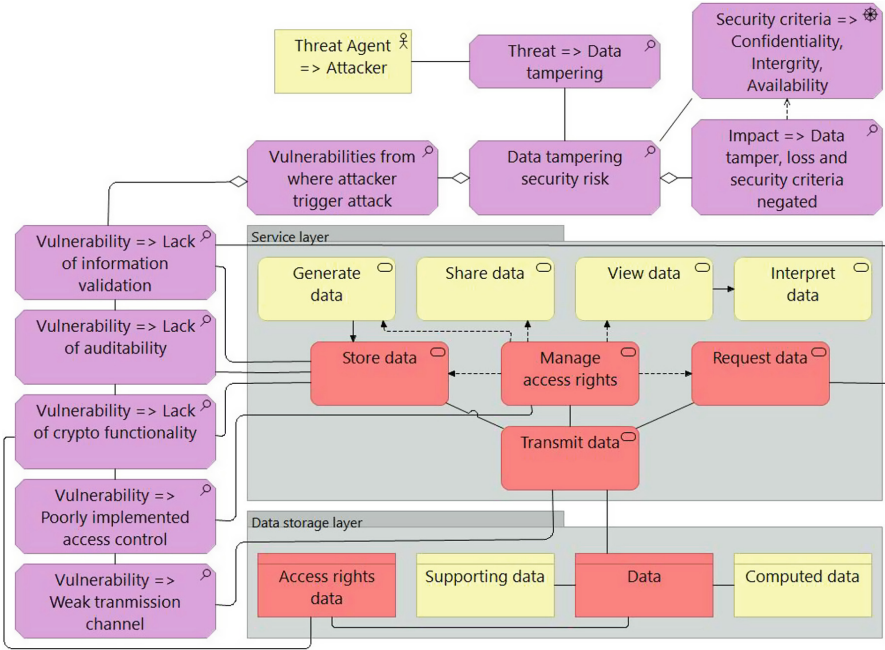 Threat Agent
=> Attacker
Threat => Data
tampering
Security criteria =>
Confidentiality,
Intergrity,
Availability
Vulnerabilities from
where attacker
trigger attack
Data tampering
security risk
Impact => Data
tamper, loss and
security criteria
negated
Vulnerability => Lack
of information
validation
Vulnerability => Lack
of auditability
Vulnerability => Lack
of crypto functionality
Vulnerability =>
Poorly implemented
access control
Vulnerability =>
Weak tranmission
channel
Service layer
Generate
data
Share data
View data
Interpret
data
Store data
Manage
access rights
Request data
Transmit data
Data storage layer
Access rights
data
Supporting data
Data
Computed data